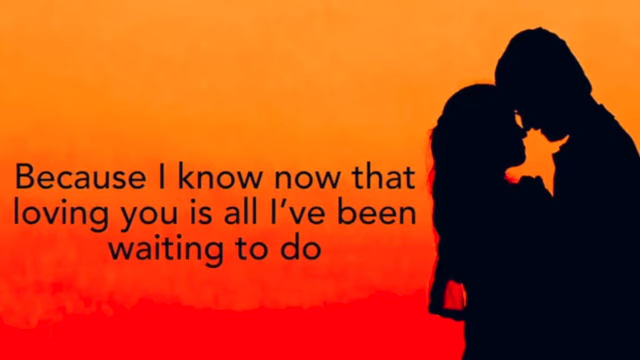 Because I know now that
loving you is all I've been
waiting to do